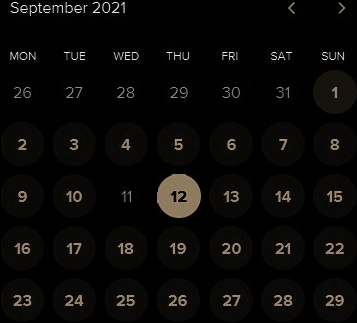 September 2021
MON TUE WED THU FRI SAT SUN
26 27 28 29 30 31 1
2 3 4 5 6 7 8
9 10 11 12 13 14 15
16 17 18 19 20 21 22
23 24 25 26 27 28 29